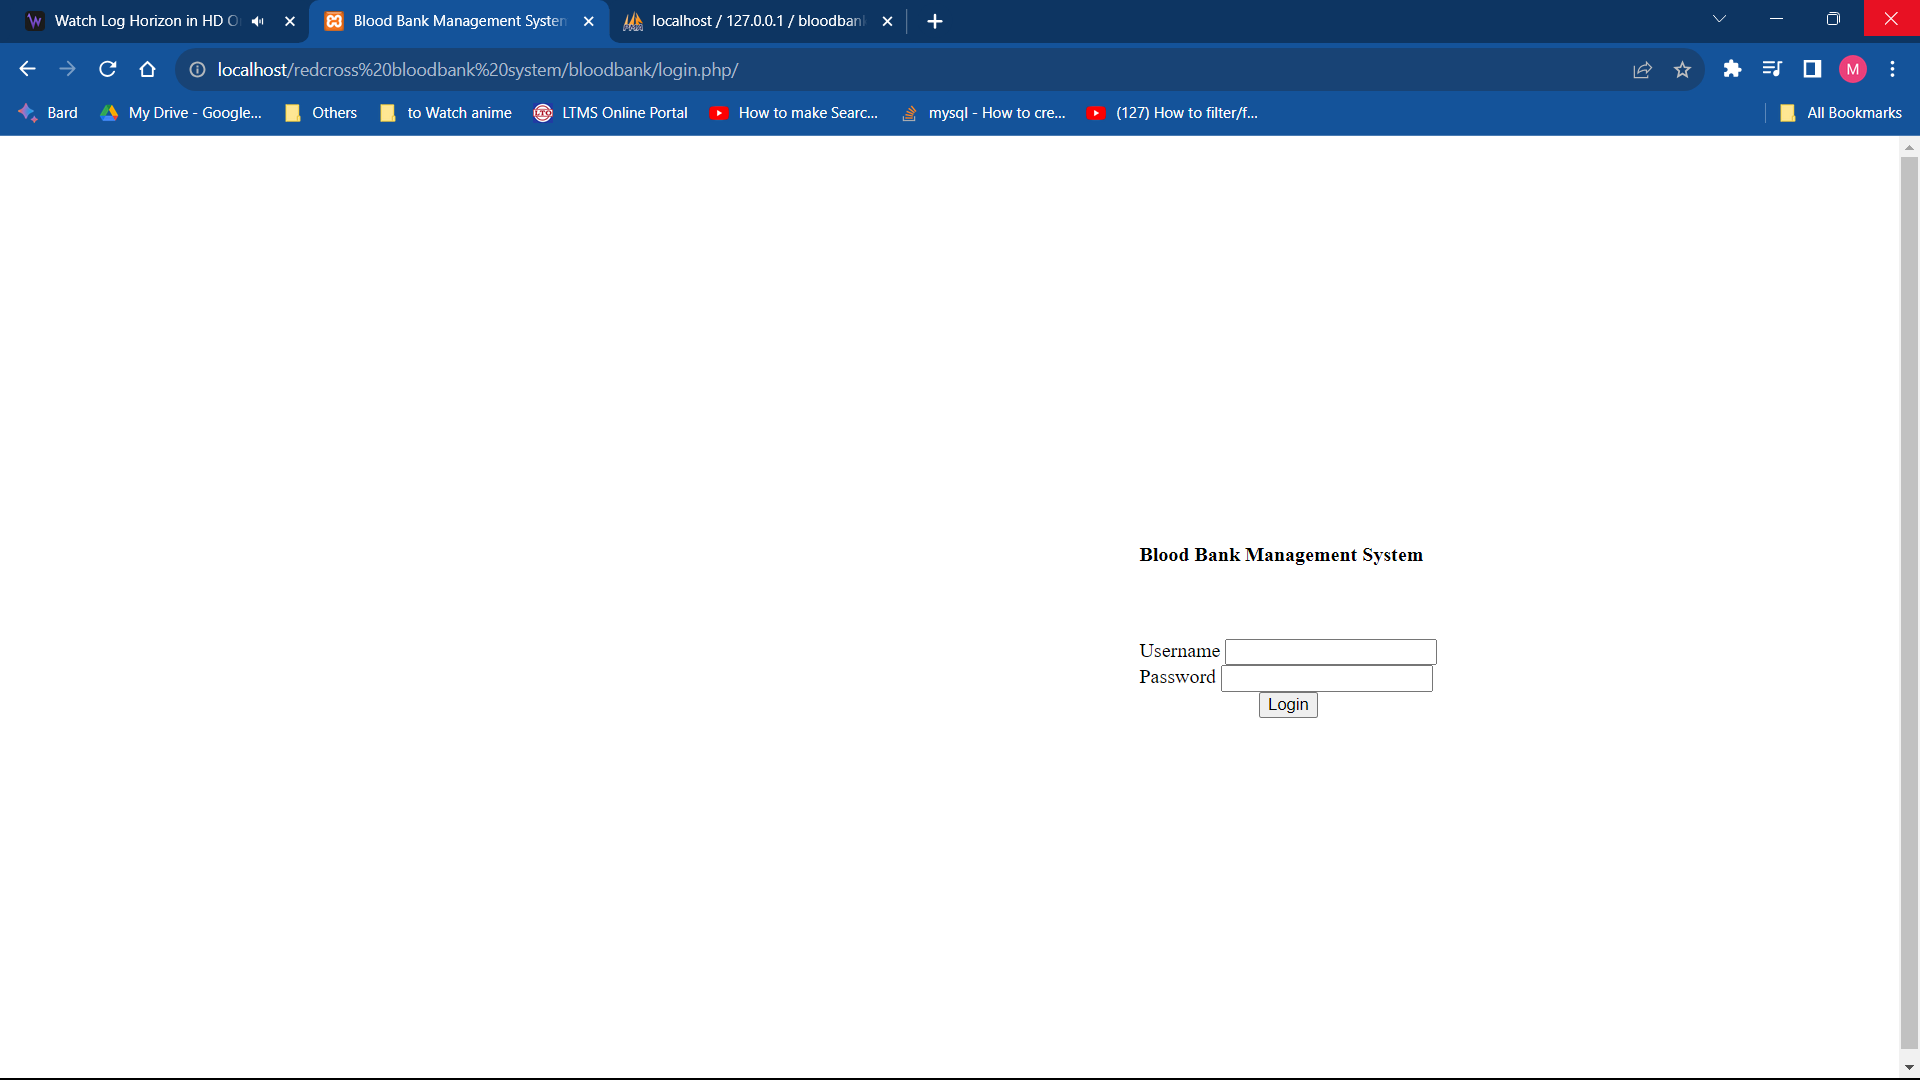 Watch Log Horizon in HD O
Blood Bank Management System
localhost / 127.0.0.1 / bloodban
localhost/redcross%20bloodbank%20system/bloodbank/login.php/
M
Bard
My Drive - Google...
Others
to Watch anime
LTMS Online Portal
How to make Searc...
mysql - How to cre...
(127) How to filter/f...
All Bookmarks
Blood Bank Management System
Username
Password
Login